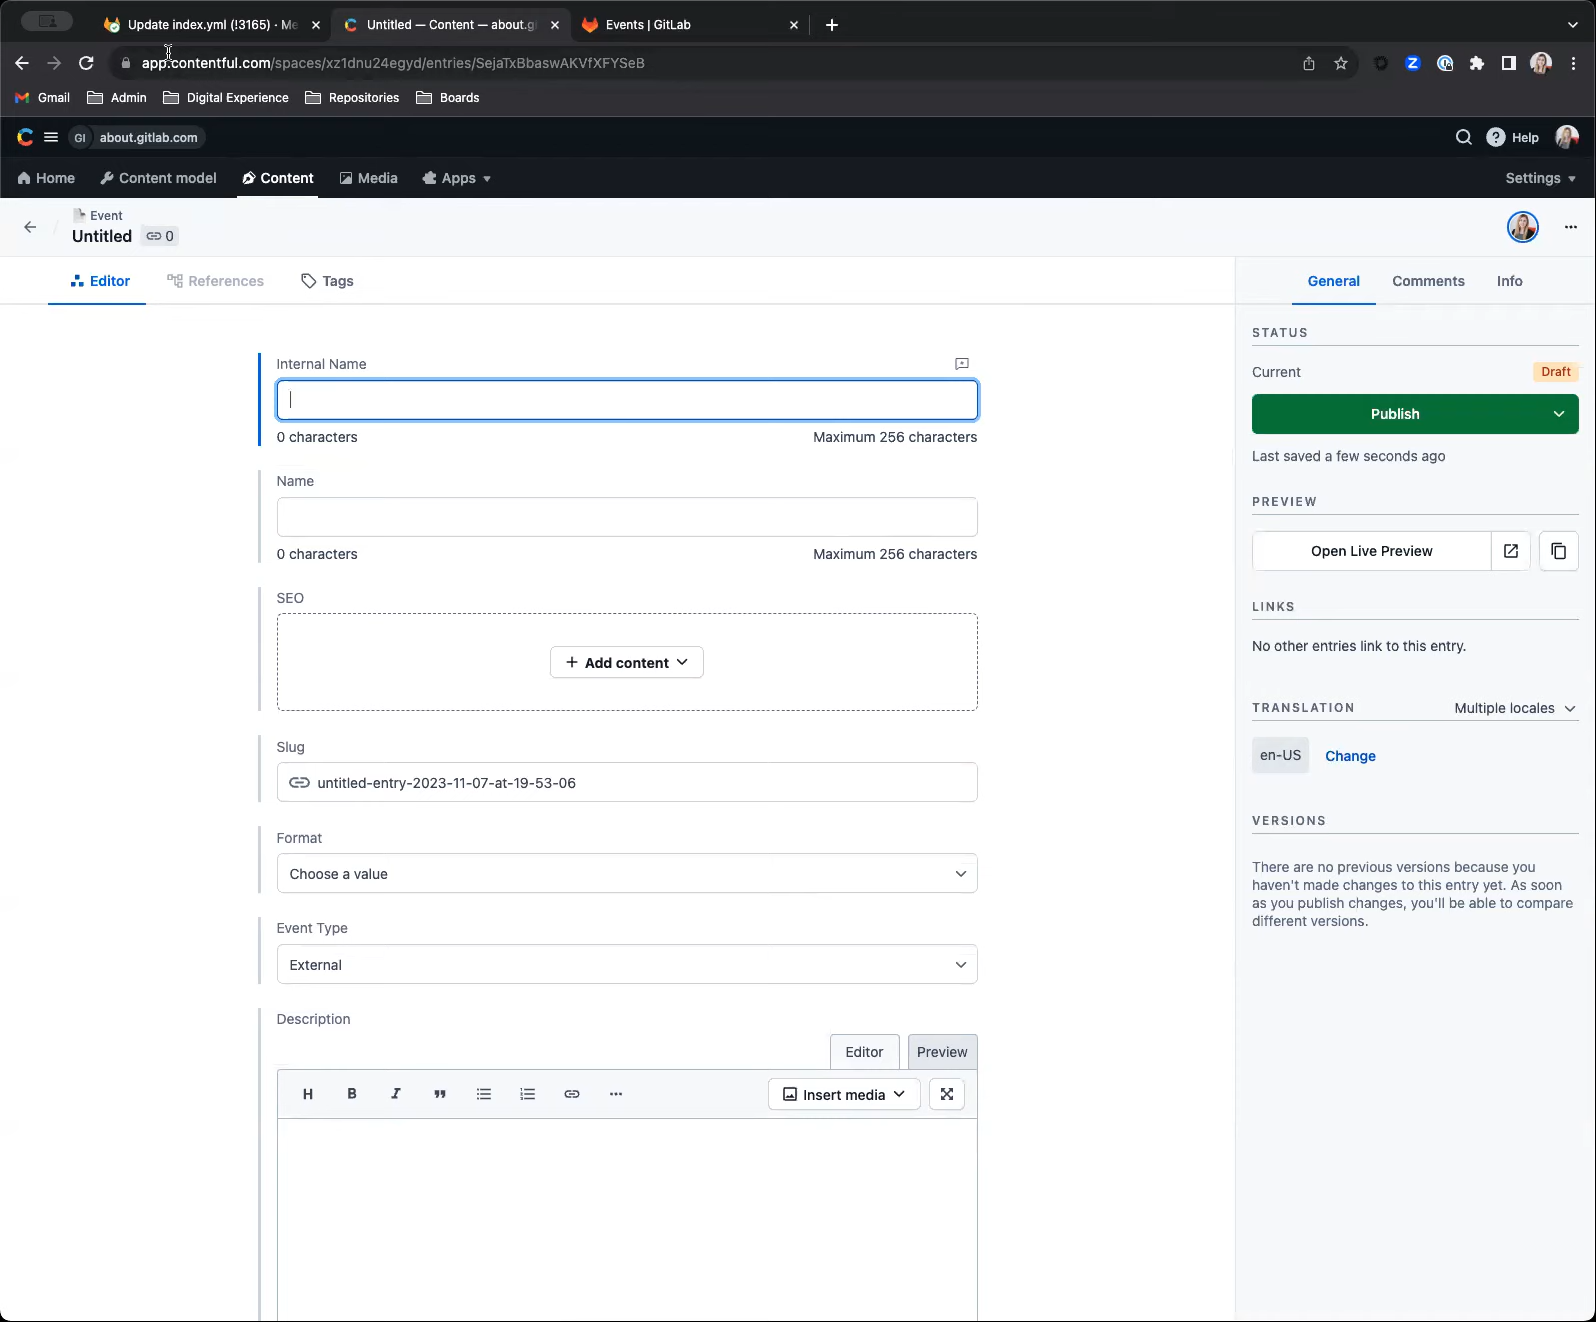 Update index.yml (!3165) · Me
Untitled — Content — about.gi
Events | GitLab
app.contentful.com/spaces/xz1dnu24egyd/entries/SejaTxBbaswAKVfXFYSeB
Z
Gmail
Admin
Digital Experience
Repositories
Boards
GI
about.gitlab.com
? Help
Home
Content model
Content
Media
Apps
Settings
Event
Untitled
0
Editor
References
Tags
General
Comments
Info
Internal Name
0 characters
Maximum 256 characters
Name
0 characters
Maximum 256 characters
SEO
+ Add content
Slug
untitled-entry-2023-11-07-at-19-53-06
Format
Choose a value
Event Type
External
Description
Editor
Preview
H
B
I
Insert media
STATUS
Current
Draft
Publish
Last saved a few seconds ago
PREVIEW
Open Live Preview
LINKS
No other entries link to this entry.
TRANSLATION
Multiple locales
en-US
Change
VERSIONS
There are no previous versions because you
haven't made changes to this entry yet. As soon
as you publish changes, you'll be able to compare
different versions.